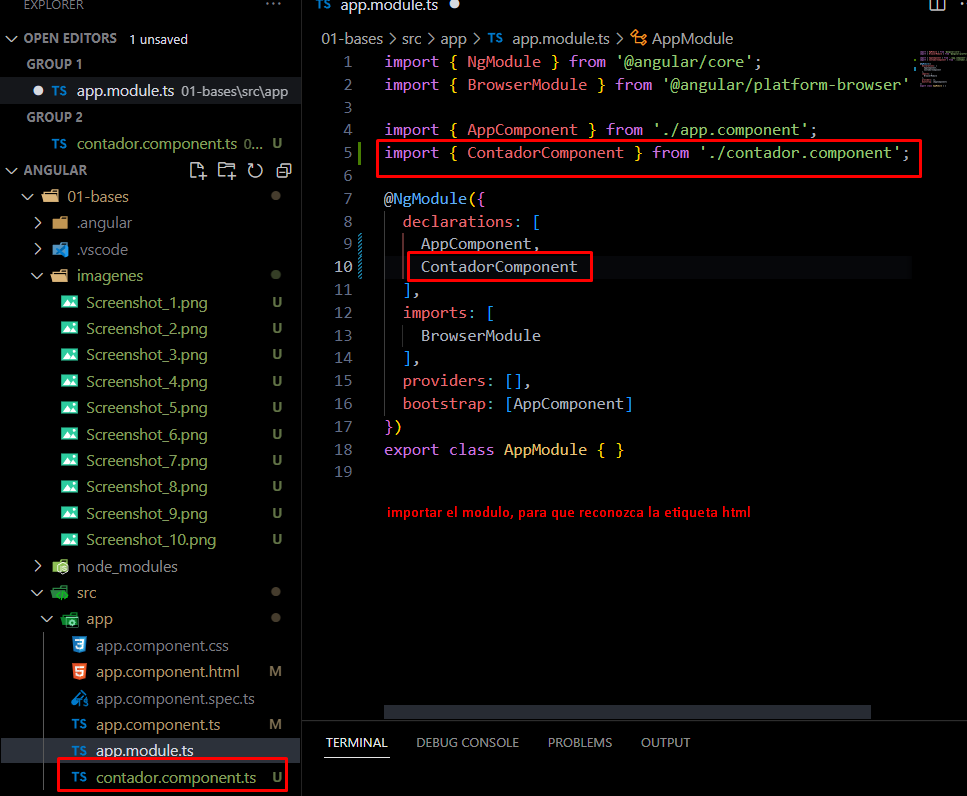 EXPLORER
OPEN EDITORS 1 unsaved
GROUP 1
TS app.module.ts 01-bases\src\app
GROUP 2
TS contador.component.ts 0... U
ANGULAR
01-bases
.angular
.vscode
imagenes
Screenshot_1.png U
Screenshot_2.png U
Screenshot_3.png U
Screenshot_4.png U
Screenshot_5.png U
Screenshot_6.png U
Screenshot_7.png U
Screenshot_8.png U
Screenshot_9.png U
Screenshot_10.png U
node_modules
src
app
app.component.css
app.component.html M
app.component.spec.ts
TS app.component.ts M
TS app.module.ts
TS contador.component.ts U
TS app.module.ts
01-bases > src > app > TS app.module.ts > AppModule
1 import { NgModule } from '@angular/core';
2 import { BrowserModule } from '@angular/platform-browser'
3
4 import { AppComponent } from './app.component';
5 import { ContadorComponent } from './contador.component';
6
7 @NgModule({
8 declarations: [
9 AppComponent,
10 ContadorComponent
11 ],
12 imports: [
13 BrowserModule
14 ],
15 providers: [],
16 bootstrap: [AppComponent]
17 })
18 export class AppModule { }
19
importar el modulo, para que reconozca la etiqueta html
TERMINAL DEBUG CONSOLE PROBLEMS OUTPUT